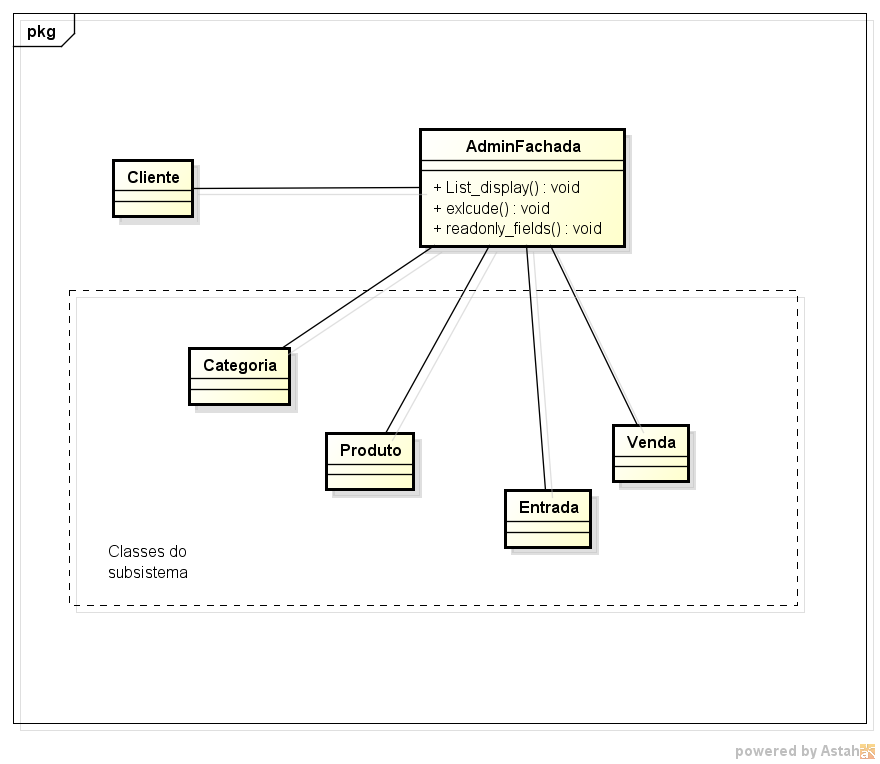 pkg
Cliente
AdminFachada
+ List_display() : void
+ exlcude() : void
+ readonly_fields() : void
Categoria
Produto
Venda
Entrada
Classes do
subsistema
powered by Astah